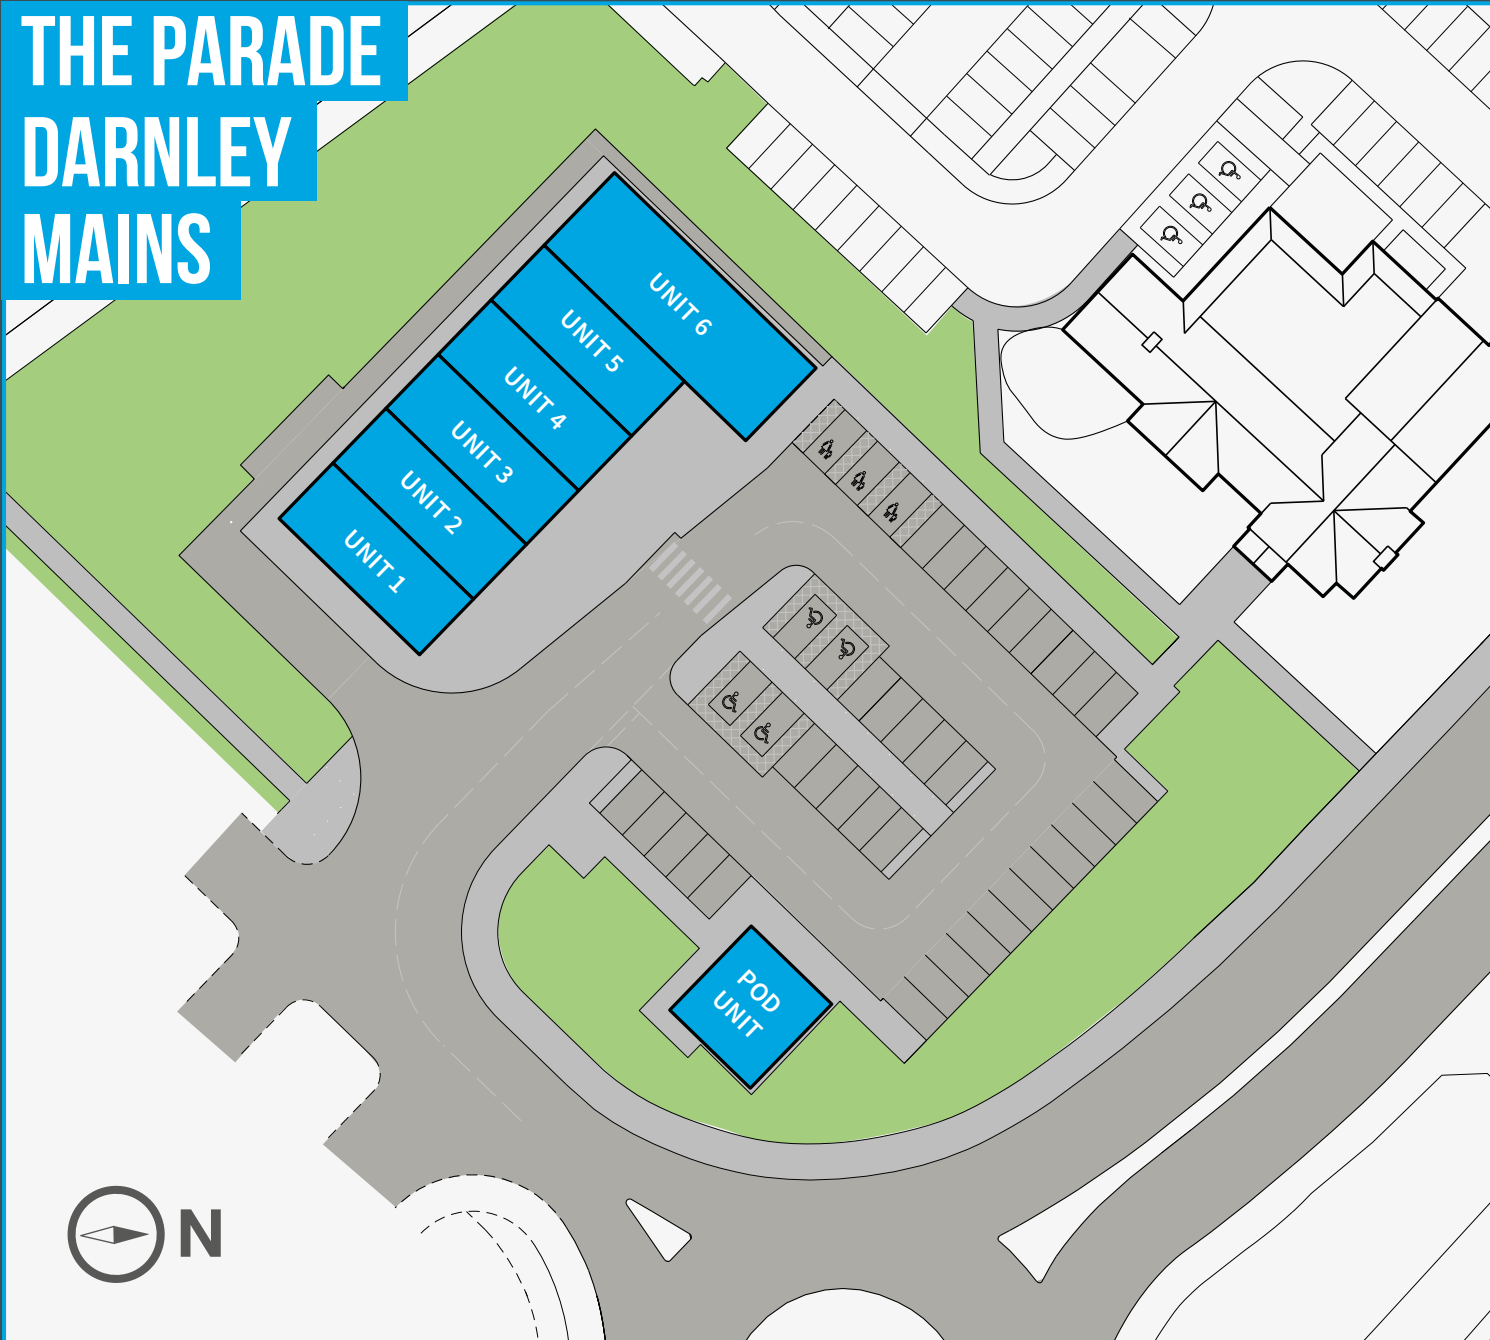 THE PARADE
DARNLEY
MAINS
UNIT 6
UNIT 5
UNIT 4
UNIT 3
UNIT 2
UNIT 1
POD
UNIT
N